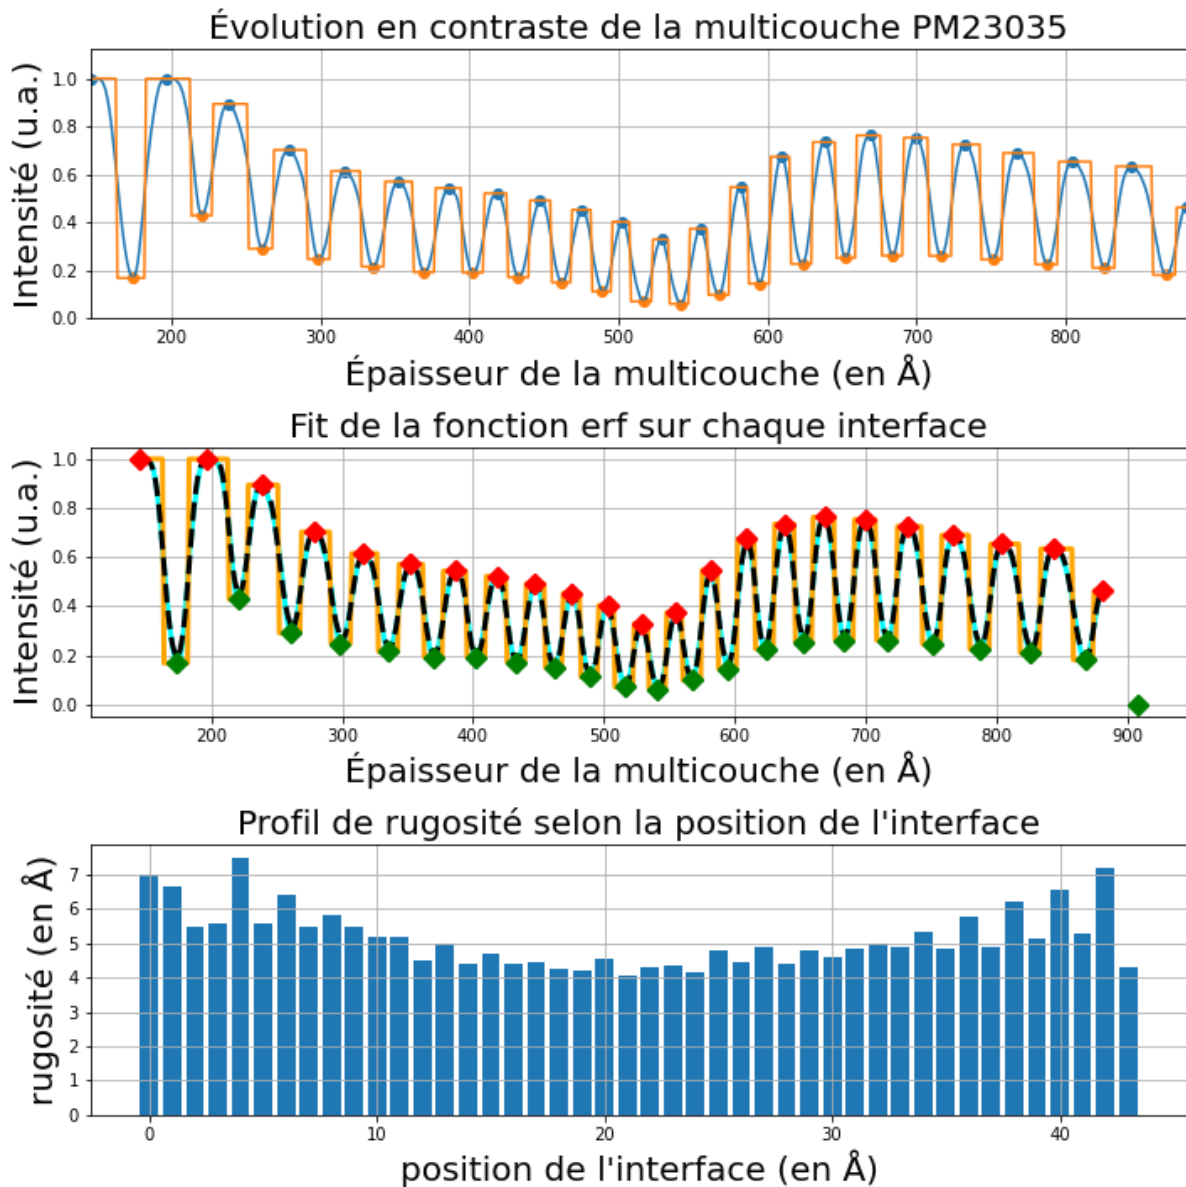 Évolution en contraste de la multicouche PM23035
Intensité (u.a.)
1.0
0.8
0.6
0.4
0.2
0.0
200 300 400 500 600 700 800
Épaisseur de la multicouche (en Å)
Fit de la fonction erf sur chaque interface
Intensité (u.a.)
1.0
0.8
0.6
0.4
0.2
0.0
200 300 400 500 600 700 800 900
Épaisseur de la multicouche (en Å)
Profil de rugosité selon la position de l'interface
rugosité (en Å)
7
6
5
4
3
2
1
0
0 10 20 30 40
position de l'interface (en Å)